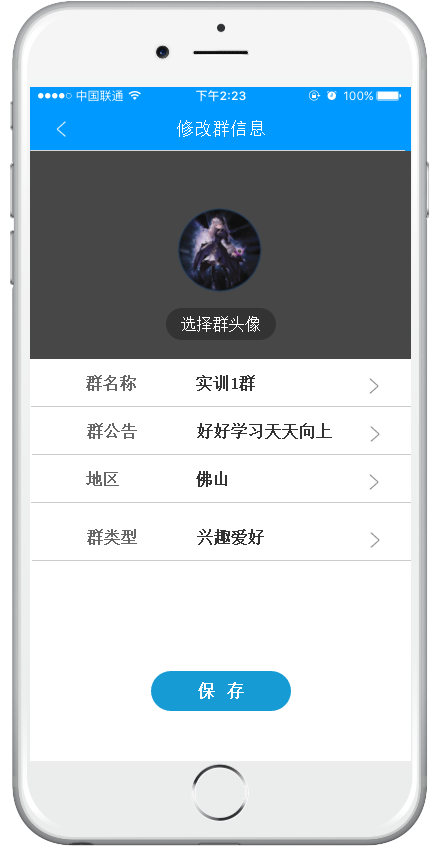 中国联通 下午2:23 100%
修改群信息
选择群头像
群名称 实训1群
群公告 好好学习天天向上
地区 佛山
群类型 兴趣爱好
保 存